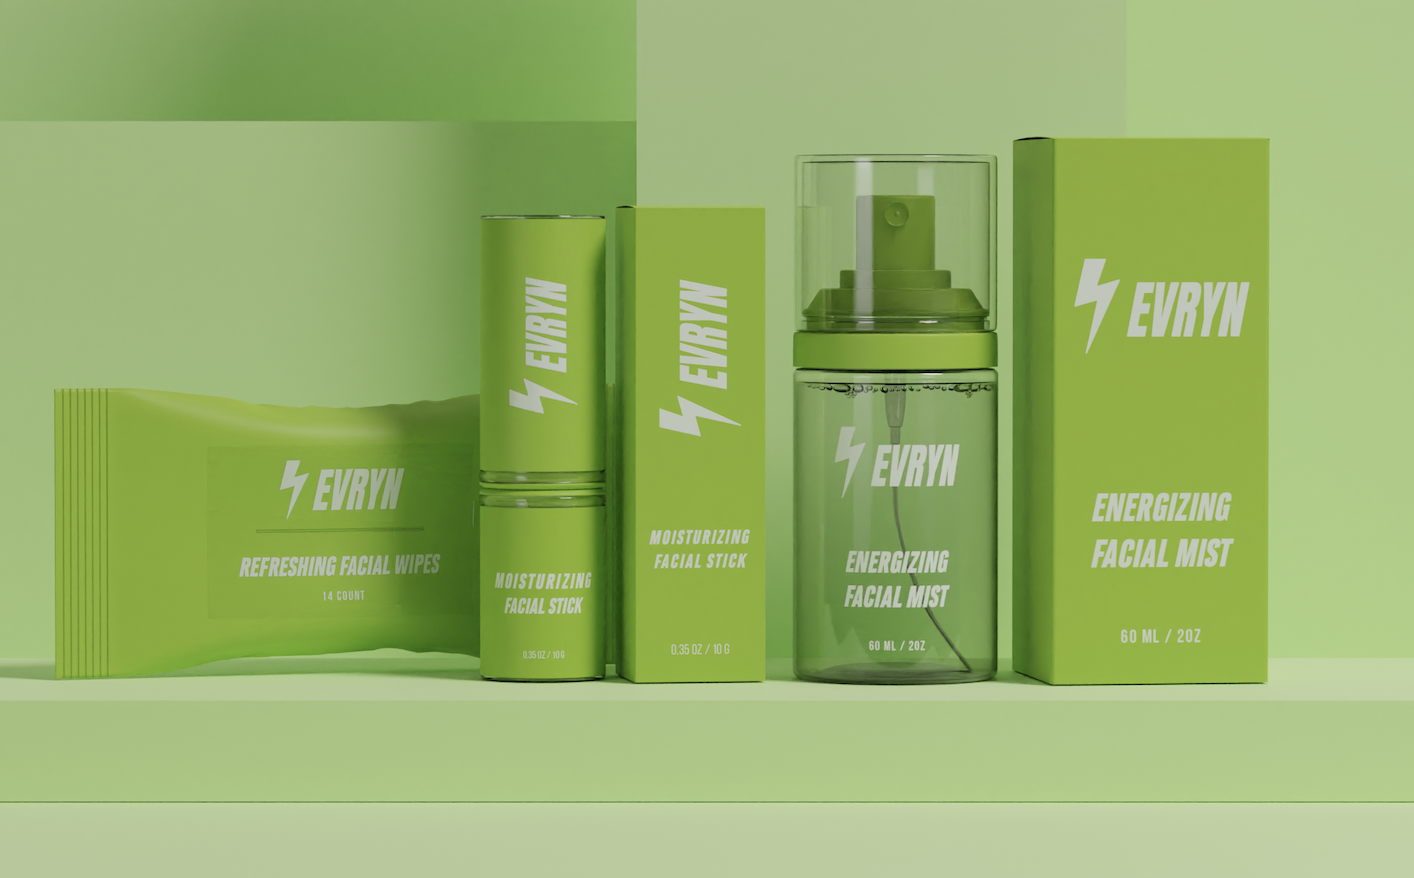 EVRYN
REFRESHING FACIAL WIPES
14 COUNT
EVRYN
MOISTURIZING
FACIAL STICK
0.35 OZ / 10 G
EVRYN
MOISTURIZING
FACIAL STICK
0.35 OZ / 10 G
EVRYN
ENERGIZING
FACIAL MIST
60 ML / 2OZ
EVRYN
ENERGIZING
FACIAL MIST
60 ML / 2OZ